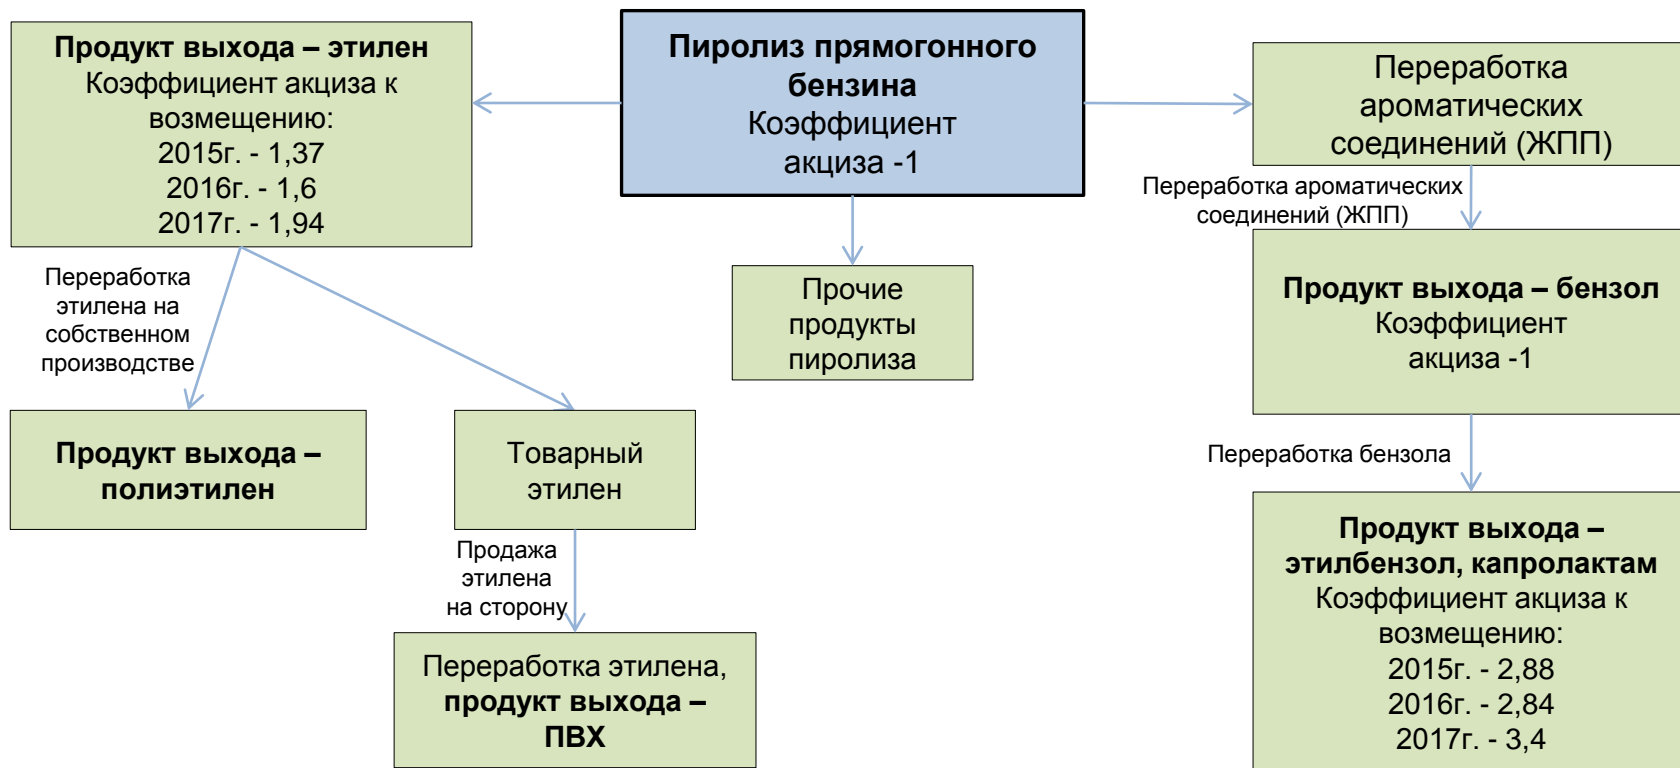 Продукт выхода – этилен
Коэффициент акциза к
возмещению:
2015г. - 1,37
2016г. - 1,6
2017г. - 1,94
Пиролиз прямогонного
бензина
Коэффициент
акциза -1
Переработка
ароматических
соединений (ЖПП)
Переработка ароматических
соединений (ЖПП)
Переработка
этилена на
собственном
производстве
Прочие
продукты
пиролиза
Продукт выхода – бензол
Коэффициент
акциза -1
Продукт выхода –
полиэтилен
Товарный
этилен
Переработка бензола
Продажа
этилена
на сторону
Переработка этилена,
продукт выхода –
ПВХ
Продукт выхода –
этилбензол, капролактам
Коэффициент акциза к
возмещению:
2015г. - 2,88
2016г. - 2,84
2017г. - 3,4